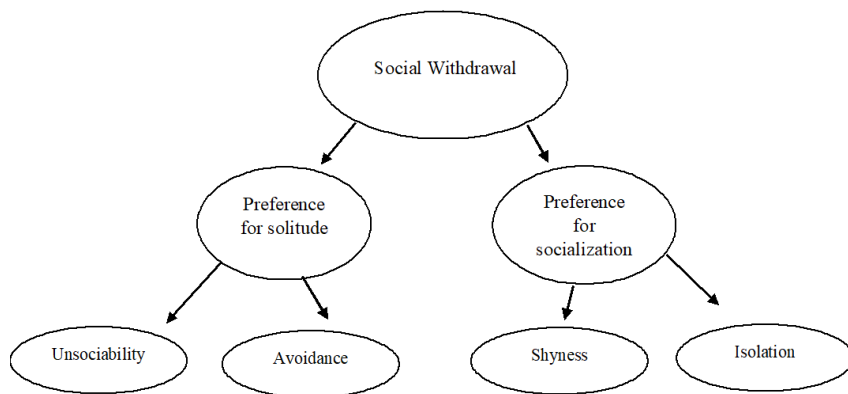 Social Withdrawal
Preference
for solitude
Preference
for
socialization
Unsociability
Avoidance
Shyness
Isolation